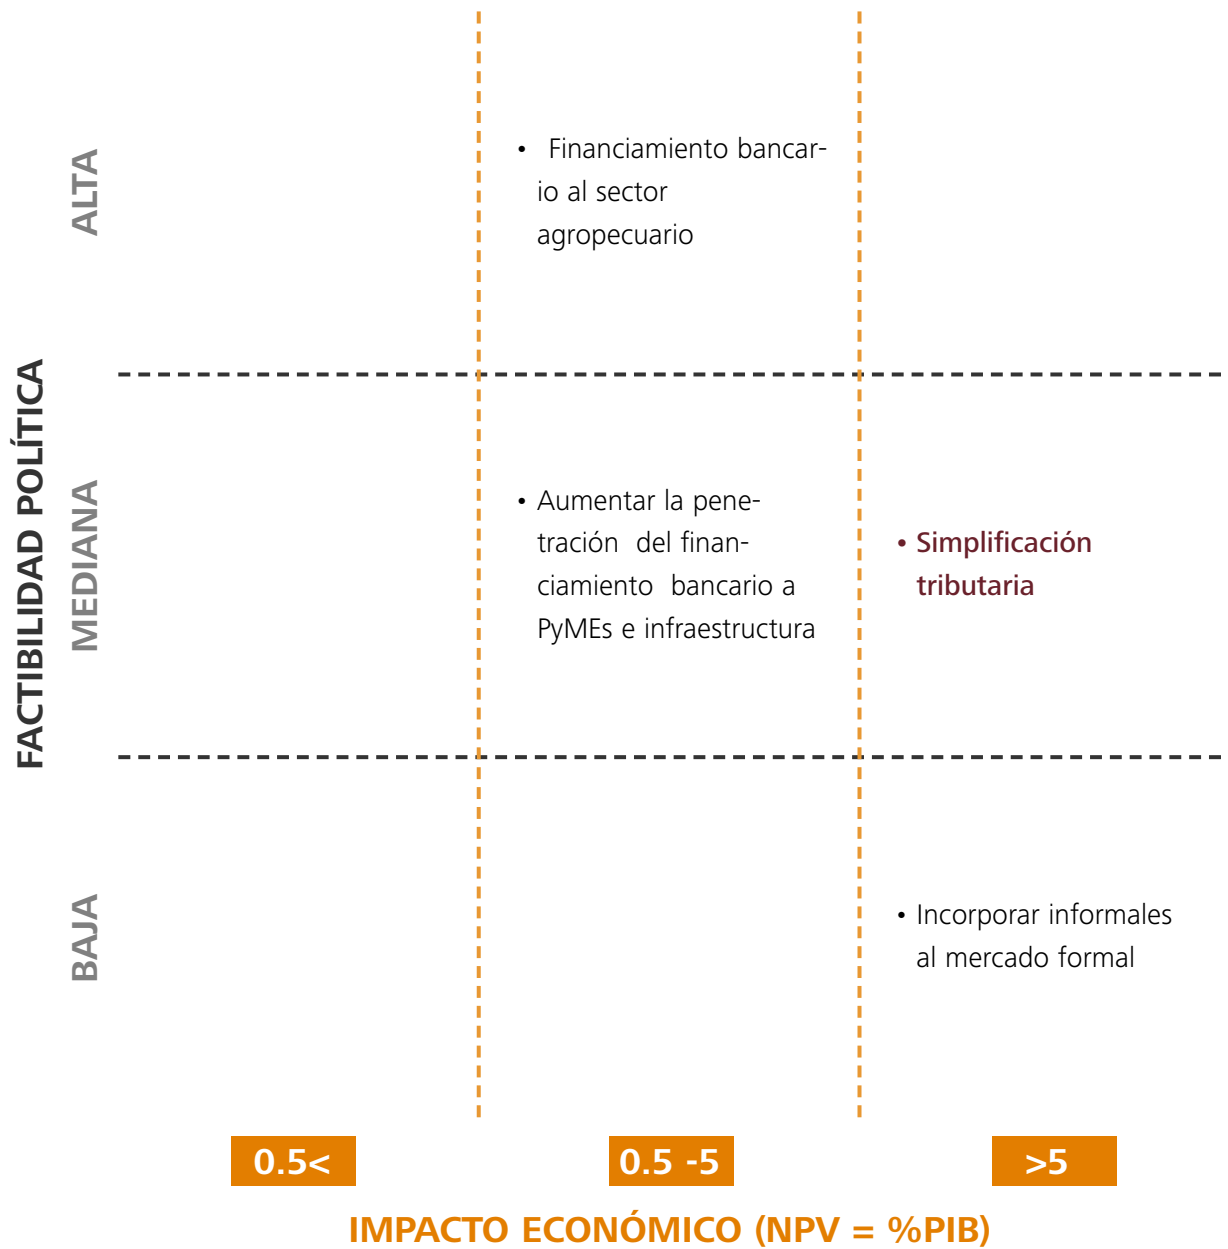 FACTIBILIDAD POLÍTICA
ALTA
• Financiamiento bancar-
io al sector
agropecuario
MEDIANA
• Aumentar la pene-
tración del finan-
ciamiento bancario a
PyMEs e infraestructura
• Simplificación
tributaria
BAJA
• Incorporar informales
al mercado formal
0.5<
0.5 -5
>5
IMPACTO ECONÓMICO (NPV = %PIB)